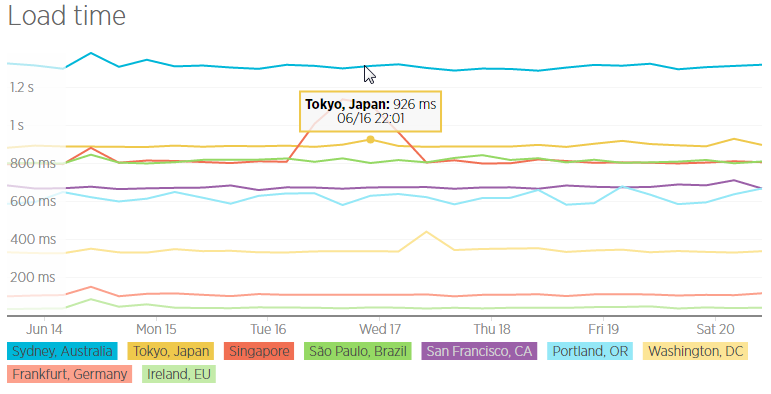 Load time
1.2 s
1 s
800 ms
600 ms
400 ms
200 ms
Tokyo, Japan: 926 ms
06/16 22:01
Jun 14 Mon 15 Tue 16 Wed 17 Thu 18 Fri 19 Sat 20
Sydney, Australia Tokyo, Japan Singapore São Paulo, Brazil San Francisco, CA Portland, OR Washington, DC
Frankfurt, Germany Ireland, EU